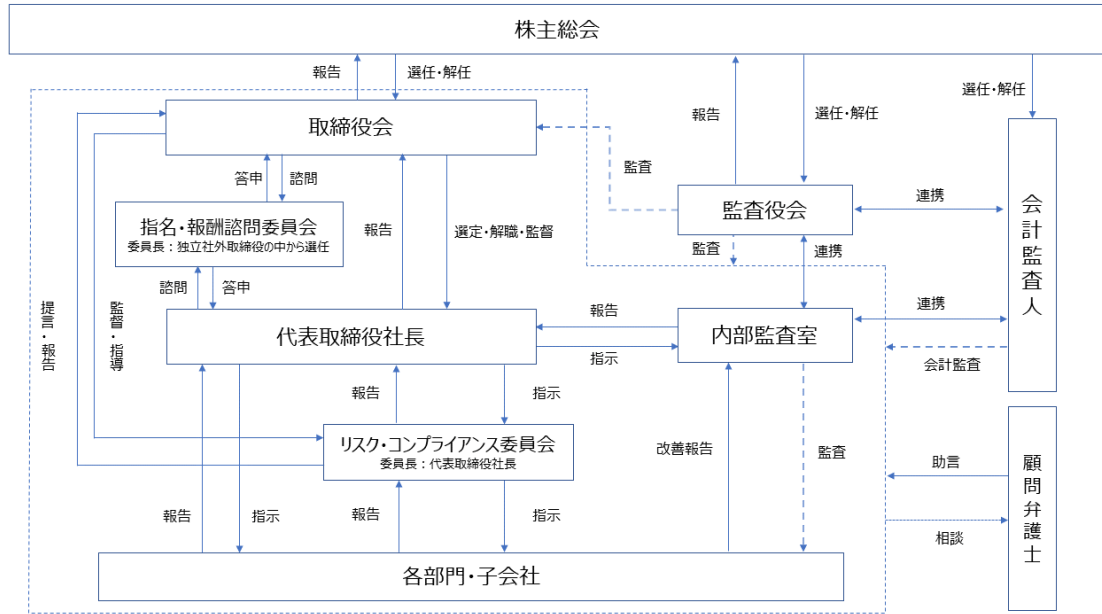 株主総会
報告
選任・解任
報告
選任・解任
選任・解任
取締役会
監査
答申
諮問
報告
選定・解職・監督
指名・報酬諮問委員会
委員長：独立社外取締役の中から選任
諮問
答申
監査役会
連携
監査
連携
会計監査人
提言・報告
監督・指導
代表取締役社長
報告
指示
内部監査室
連携
会計監査
報告
指示
リスク・コンプライアンス委員会
委員長：代表取締役社長
改善報告
監査
助言
相談
顧問弁護士
報告
指示
報告
指示
各部門・子会社